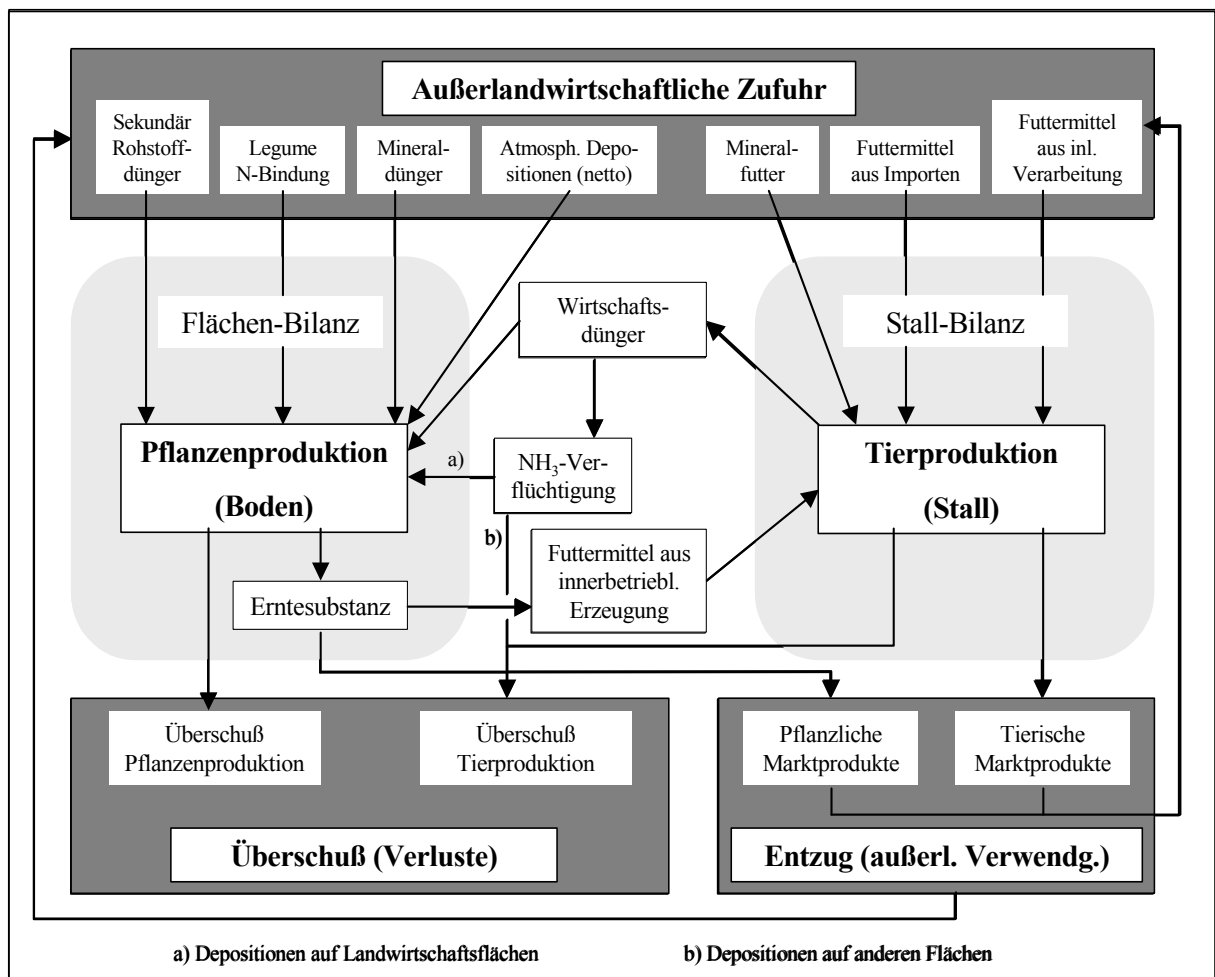 Außerlandwirtschaftliche Zufuhr
Sekundär
Rohstoff-
dünger
Legume
N-Bindung
Mineral-
dünger
Atmosph. Depo-
sitionen (netto)
Mineral-
futter
Futtermittel
aus Importen
Futtermittel
aus inl.
Verarbeitung
Flächen-Bilanz
Wirtschafts-
dünger
Stall-Bilanz
Pflanzenproduktion
(Boden)
a)
NH₃-Ver-
flüchtigung
Tierproduktion
(Stall)
b)
Futtermittel aus
innerbetriebl.
Erzeugung
Erntesubstanz
Überschuß
Pflanzenproduktion
Überschuß
Tierproduktion
Pflanzliche
Marktprodukte
Tierische
Marktprodukte
Überschuß (Verluste)
Entzug (außerl. Verwendg.)
a) Depositionen auf Landwirtschaftsflächen
b) Depositionen auf anderen Flächen